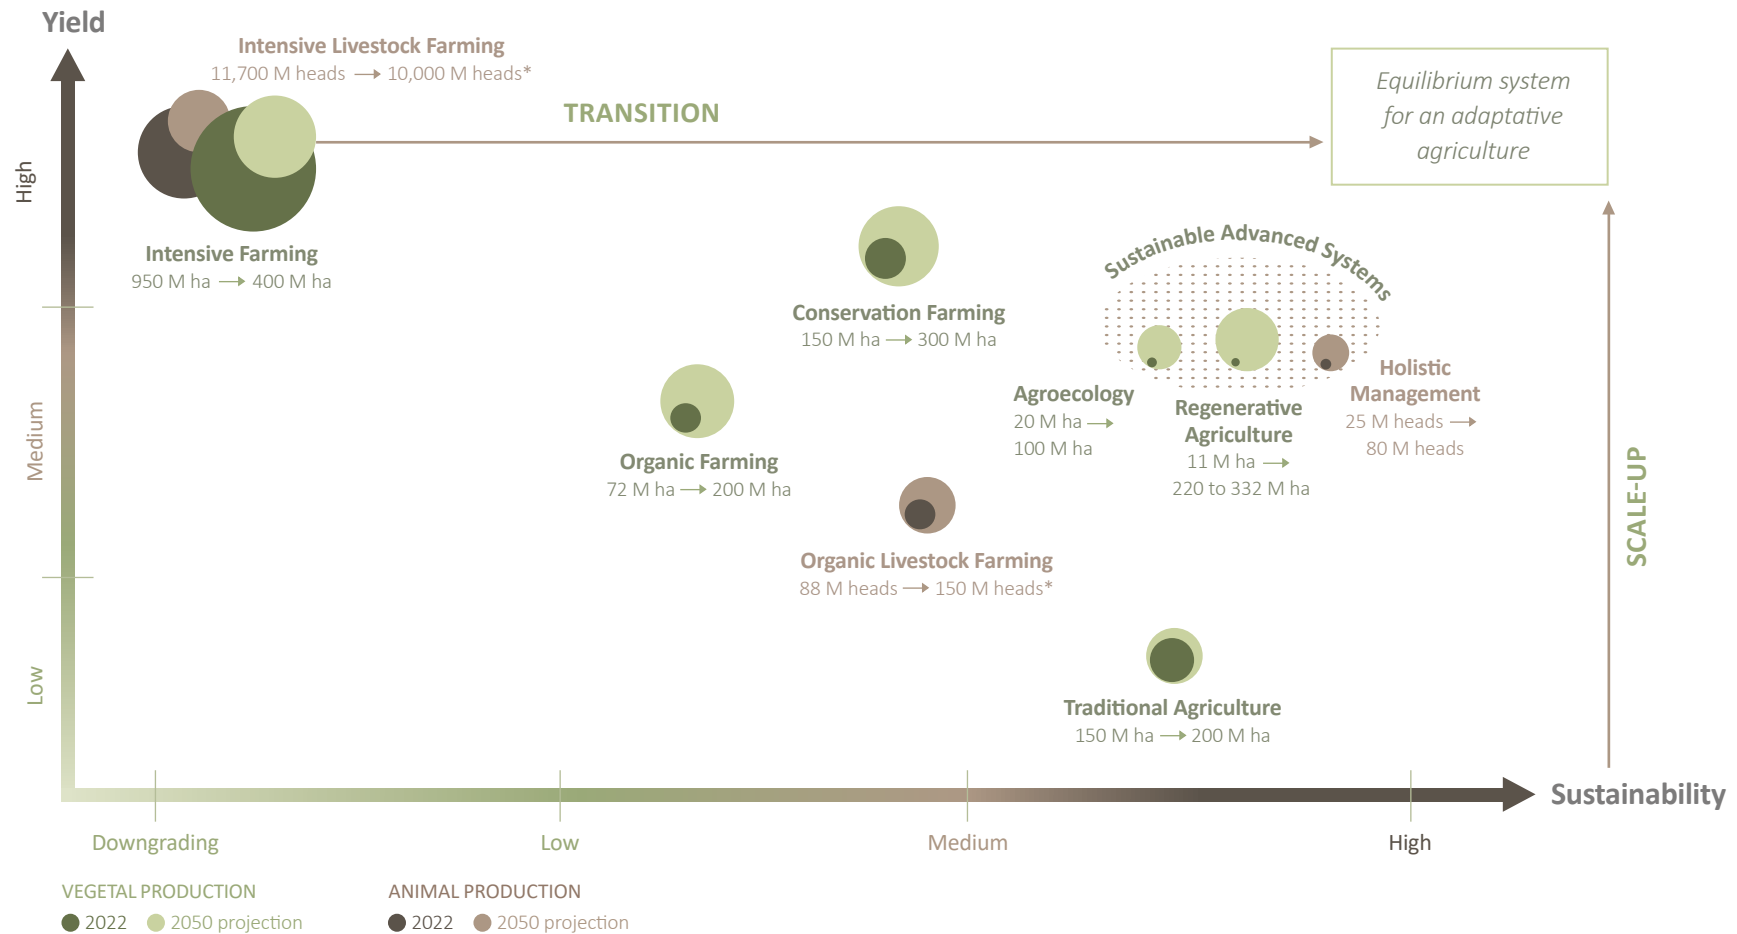 Yield
Intensive Livestock Farming
11,700 M heads → 10,000 M heads*
TRANSITION
Equilibrium system
for an adaptative
agriculture
High
Intensive Farming
950 M ha → 400 M ha
Sustainable Advanced Systems
Conservation Farming
150 M ha → 300 M ha
Agroecology
20 M ha →
100 M ha
Regenerative
Agriculture
11 M ha →
220 to 332 M ha
Holistic
Management
25 M heads →
80 M heads
Medium
Organic Farming
72 M ha → 200 M ha
SCALE-UP
Organic Livestock Farming
88 M heads → 150 M heads*
Low
Traditional Agriculture
150 M ha → 200 M ha
Sustainability
Downgrading
Low
Medium
High
VEGETAL PRODUCTION
2022
2050 projection
ANIMAL PRODUCTION
2022
2050 projection